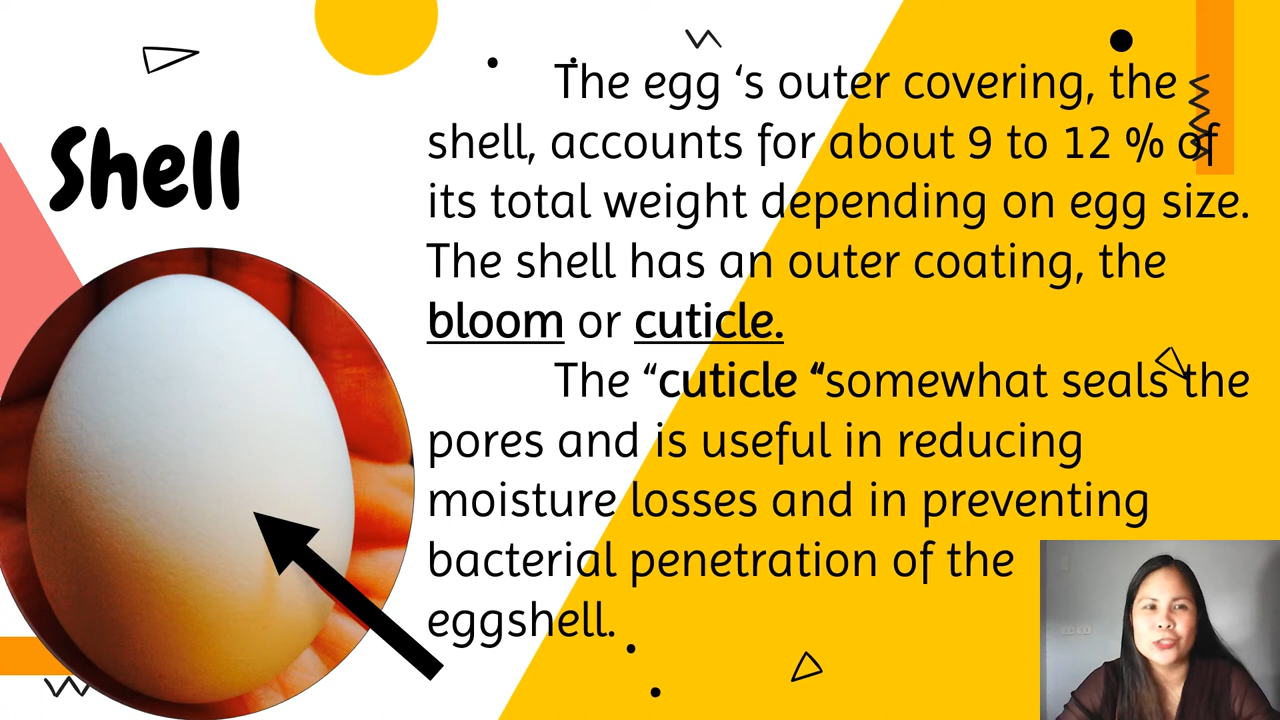 Shell
The egg ‘s outer covering, the
shell, accounts for about 9 to 12 % of
its total weight depending on egg size.
The shell has an outer coating, the
bloom or cuticle.
The “cuticle “somewhat seals the
pores and is useful in reducing
moisture losses and in preventing
bacterial penetration of the
eggshell.